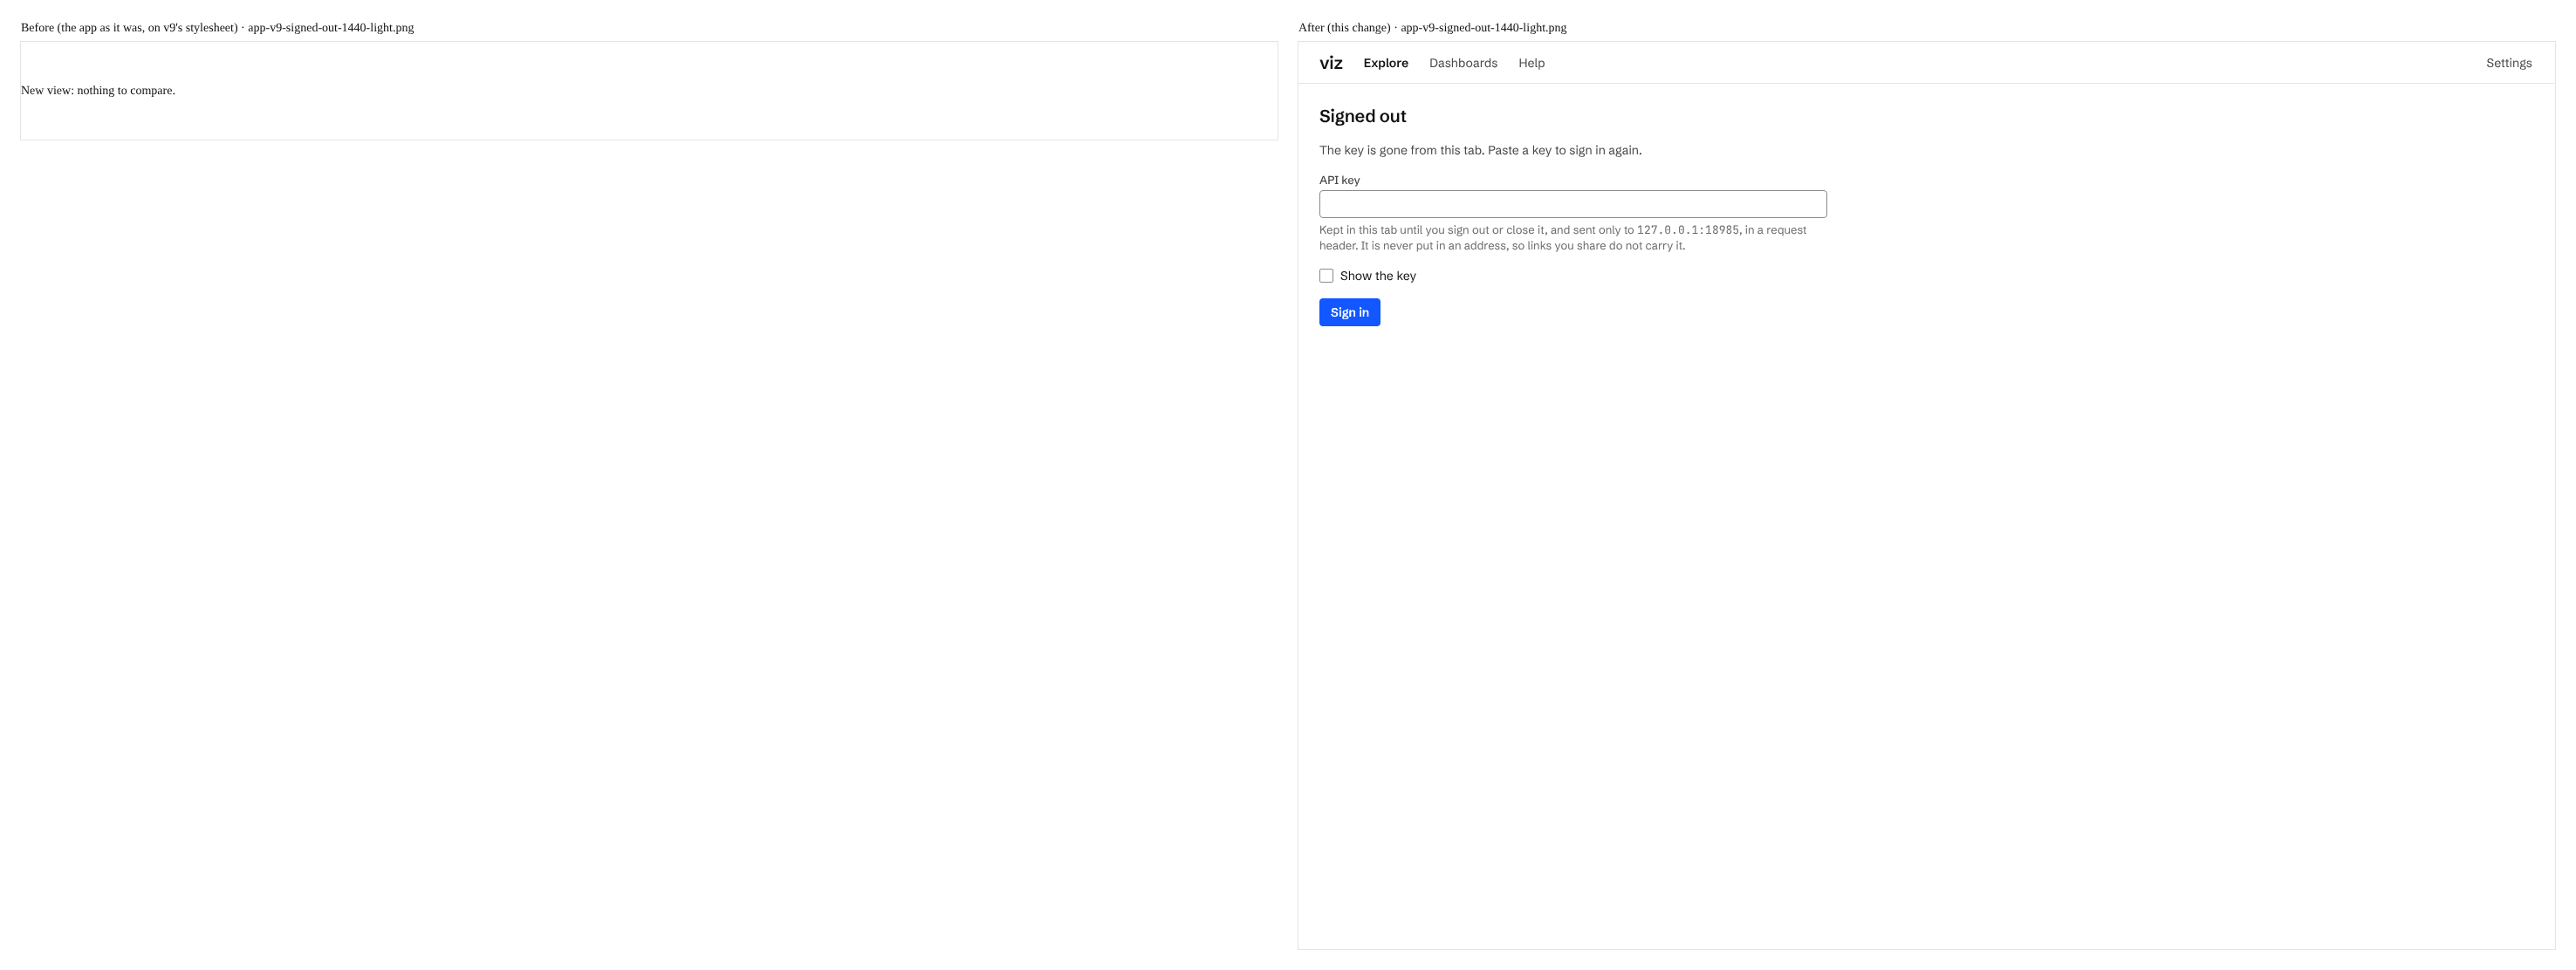 Before (the app as it was, on v9's stylesheet) · app-v9-signed-out-1440-light.png
New view: nothing to compare.
After (this change) · app-v9-signed-out-1440-light.png
viz Explore Dashboards Help Settings
Signed out
The key is gone from this tab. Paste a key to sign in again.
API key
Kept in this tab until you sign out or close it, and sent only to 127.0.0.1:18985, in a request
header. It is never put in an address, so links you share do not carry it.
Show the key
Sign in